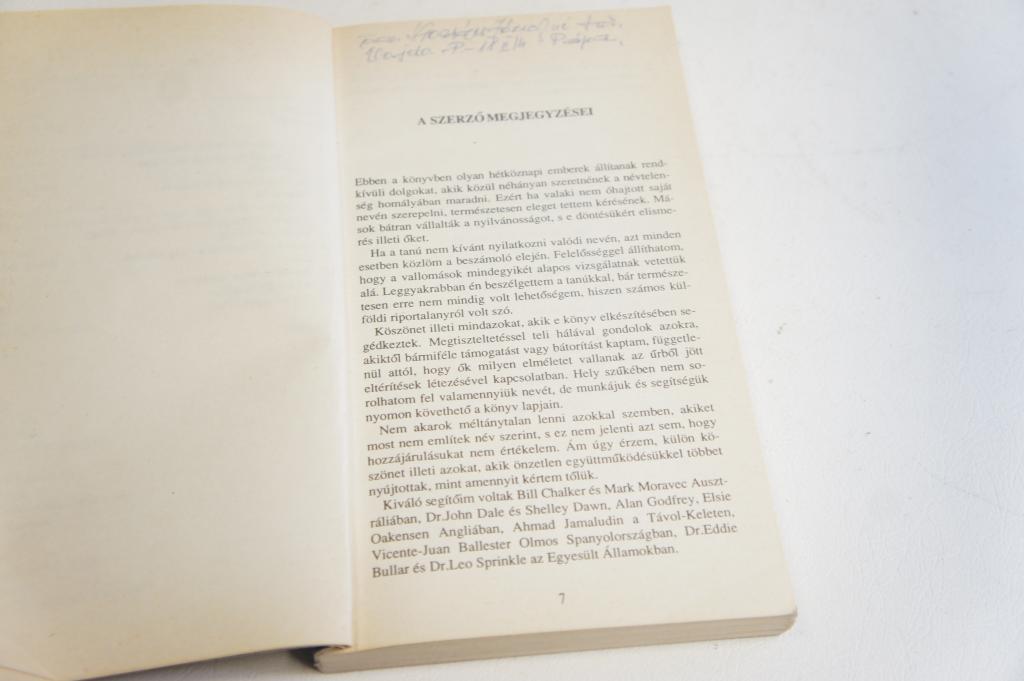 A SZERZŐ MEGJEGYZÉSEI
Ebben a könyvben olyan hétköznapi emberek állítanak rend-
kívüli dolgokat, akik közül néhányan szeretnének a névtelen-
ség homályában maradni. Ezért ha valaki nem óhajtott saját
nevén szerepelni, természetesen eleget tettem kérésének. Má-
sok bátran vállalták a nyilvánosságot, s e döntésükért elisme-
rés illeti őket.
Ha a tanú nem kívánt nyilatkozni valódi nevén, azt minden
esetben közlöm a beszámoló elején. Felelősséggel állíthatom,
hogy a vallomások mindegyikét alapos vizsgálatnak vetettük
alá. Leggyakrabban én beszélgettem a tanúkkal, bár természe-
tesen erre nem mindig volt lehetőségem, hiszen számos kül-
földi riportalanyról volt szó.
Köszönet illeti mindazokat, akik e könyv elkészítésében se-
gédkeztek. Megtiszteltetéssel teli hálával gondolok azokra,
akiktől bármiféle támogatást vagy bátorítást kaptam, függetle-
nül attól, hogy ők milyen elméletet vallanak az űrből jött
eltérítések létezésével kapcsolatban. Hely szűkében nem so-
rolhatom fel valamennyiük nevét, de munkájuk és segítségük
nyomon követhető a könyv lapjain.
Nem akarok méltánytalan lenni azokkal szemben, akiket
most nem említek név szerint, s ez nem jelenti azt sem, hogy
hozzájárulásukat nem értékelem. Ám úgy érzem, külön kö-
szönet illeti azokat, akik önzetlen együttműködésükkel többet
nyújtottak, mint amennyit kértem tőlük.
Kiváló segítőim voltak Bill Chalker és Mark Moravec Auszt-
ráliában, Dr.John Dale és Shelley Dawn, Alan Godfrey, Elsie
Oakensen Angliában, Ahmad Jamaludin a Távol-Keleten,
Vicente-Juan Ballester Olmos Spanyolországban, Dr.Eddie
Bullar és Dr.Leo Sprinkle az Egyesült Államokban.
7